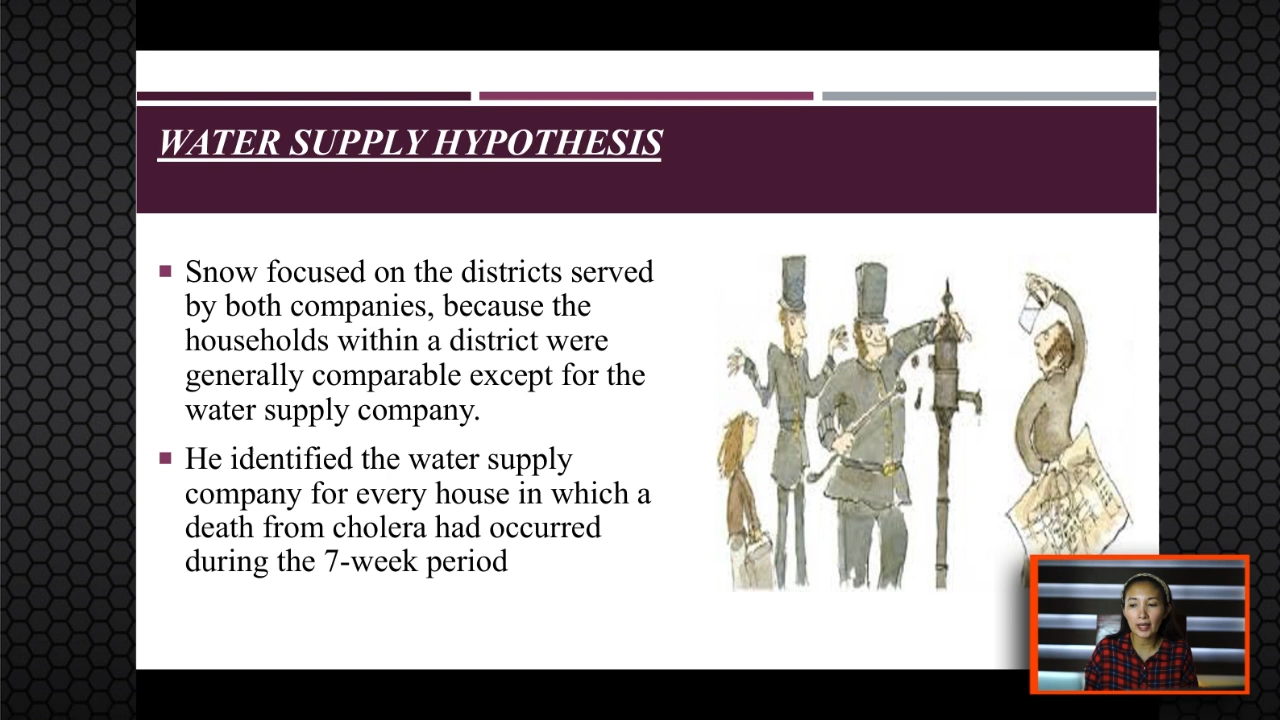 WATER SUPPLY HYPOTHESIS
Snow focused on the districts served
by both companies, because the
households within a district were
generally comparable except for the
water supply company.
He identified the water supply
company for every house in which a
death from cholera had occurred
during the 7-week period